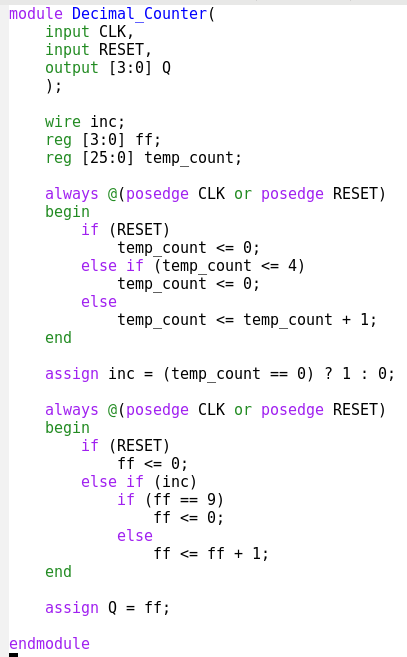 module Decimal_Counter(
    input CLK,
    input RESET,
    output [3:0] Q
    );

    wire inc;
    reg [3:0] ff;
    reg [25:0] temp_count;

    always @(posedge CLK or posedge RESET)
    begin
        if (RESET)
            temp_count <= 0;
        else if (temp_count <= 4)
            temp_count <= 0;
        else
            temp_count <= temp_count + 1;
    end

    assign inc = (temp_count == 0) ? 1 : 0;

    always @(posedge CLK or posedge RESET)
    begin
        if (RESET)
            ff <= 0;
        else if (inc)
            if (ff == 9)
                ff <= 0;
            else
                ff <= ff + 1;
    end

    assign Q = ff;

endmodule